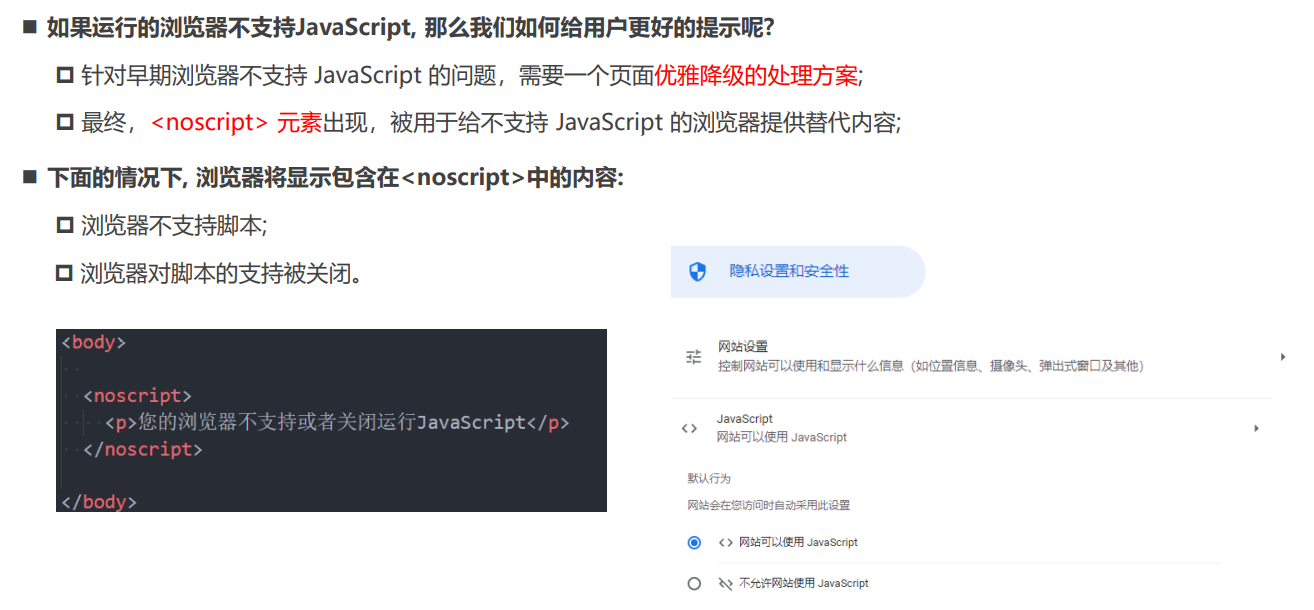 如果运行的浏览器不支持JavaScript, 那么我们如何给用户更好的提示呢?
针对早期浏览器不支持 JavaScript 的问题，需要一个页面优雅降级的处理方案;
最终，<noscript> 元素出现，被用于给不支持 JavaScript 的浏览器提供替代内容;
下面的情况下, 浏览器将显示包含在<noscript>中的内容:
浏览器不支持脚本;
浏览器对脚本的支持被关闭。
<body>
<noscript>
<p>您的浏览器不支持或者关闭运行JavaScript</p>
</noscript>
</body>
隐私设置和安全性
网站设置
控制网站可以使用和显示什么信息（如位置信息、摄像头、弹出式窗口及其他）
JavaScript
网站可以使用 JavaScript
默认行为
网站会在您访问时自动采用此设置
网站可以使用 JavaScript
不允许网站使用 JavaScript